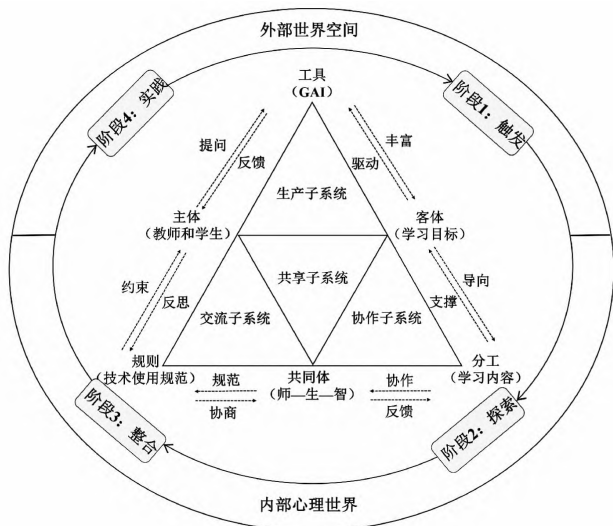 外部世界空间
阶段4：实践
工具
（GAI）
阶段1：触发
提问
反馈
丰富
驱动
生产子系统
主体
（教师和学生）
客体
（学习目标）
共享子系统
约束
反思
交流子系统
协作子系统
导向
支撑
规则
（技术使用规范）
规范
协商
共同体
（师—生—智）
协作
反馈
分工
（学习内容）
阶段3：整合
阶段2：探索
内部心理世界